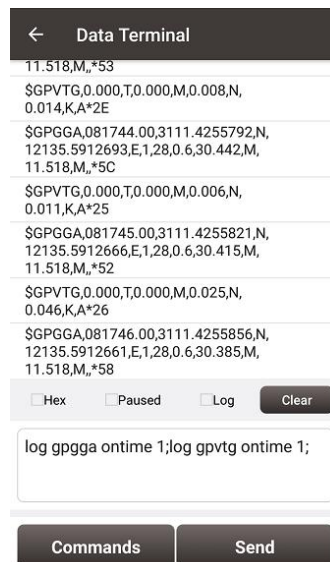 Data Terminal
11.518,M,,*53
$GPVTG,0.000,T,0.000,M,0.008,N,
0.014,K,A*2E
$GPGGA,081744.00,3111.4255792,N,
12135.5912693,E,1,28,0.6,30.442,M,
11.518,M,,*5C
$GPVTG,0.000,T,0.000,M,0.006,N,
0.011,K,A*25
$GPGGA,081745.00,3111.4255821,N,
12135.5912666,E,1,28,0.6,30.415,M,
11.518,M,,*52
$GPVTG,0.000,T,0.000,M,0.025,N,
0.046,K,A*26
$GPGGA,081746.00,3111.4255856,N,
12135.5912661,E,1,28,0.6,30.385,M,
11.518,M,,*58
Hex Paused Log Clear
log gpgga ontime 1;log gpvtg ontime 1;
Commands Send